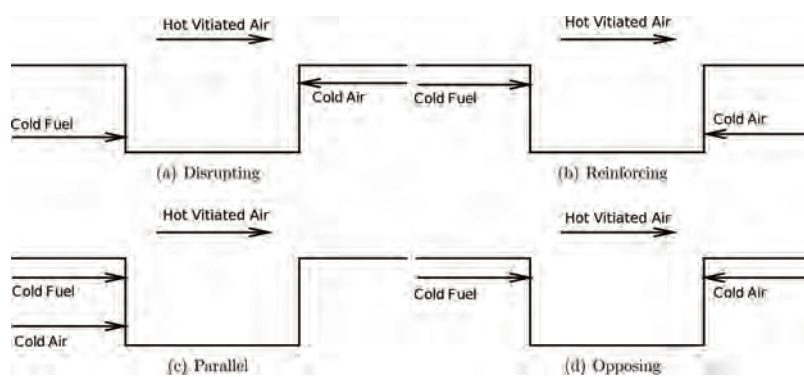 Hot Vitiated Air
Cold Fuel
Cold Air
(a) Disrupting
Hot Vitiated Air
Cold Fuel
Cold Air
(b) Reinforcing
Hot Vitiated Air
Cold Fuel
Cold Air
(c) Parallel
Hot Vitiated Air
Cold Fuel
Cold Air
(d) Opposing